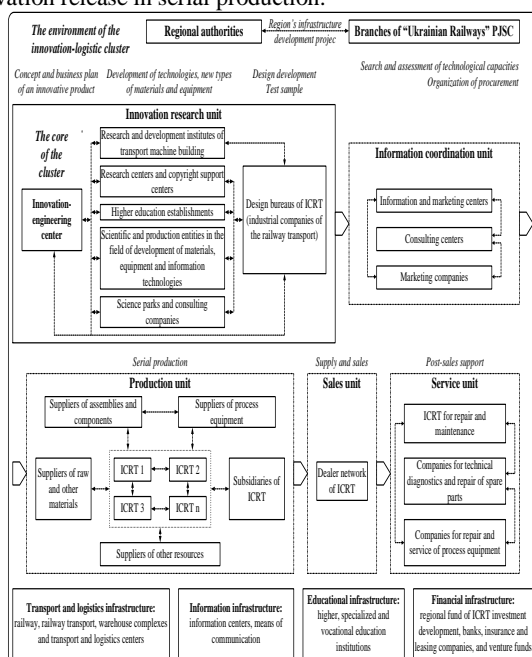 vation release in serial production.
The environment of the
innovation-logistic cluster
Regional authorities
Region's infrastructure
development projec
Branches of "Ukrainian Railways" PJSC
Concept and business plan
of an innovative product
Development of technologies, new types
of materials and equipment
Design development
Test sample
Search and assessment of technological capacities
Organization of procurement
Innovation research unit
The core
of the
cluster
Innovation-
engineering
center
Research and development institutes of
transport machine building
Research centers and copyright support
centers
Higher education establishments
Scientific and production entities in the
field of development of materials,
equipment and information
technologies
Science parks and consulting
companies
Design bureaus of ICRT
(industrial companies of
the railway transport)
Information coordination unit
Information and marketing centers
Consulting centers
Marketing companies
Serial production
Production unit
Suppliers of assemblies and
components
Suppliers of process
equipment
Suppliers of raw
and other
materials
ICRT 1
ICRT 2
ICRT 3
ICRT n
Subsidiaries of
ICRT
Suppliers of other resources
Supply and sales
Sales unit
Dealer network
of ICRT
Post-sales support
Service unit
ICRT for repair and
maintenance
Companies for technical
diagnostics and repair of spare
parts
Companies for repair and
service of process equipment
Transport and logistics infrastructure:
railway, railway transport, warehouse complexes
and transport and logistics centers
Information infrastructure:
information centers, means of
communication
Educational infrastructure:
higher, specialized and
vocational education
institutions
Financial infrastructure:
regional fund of ICRT investment
development, banks, insurance and
leasing companies, and venture funds